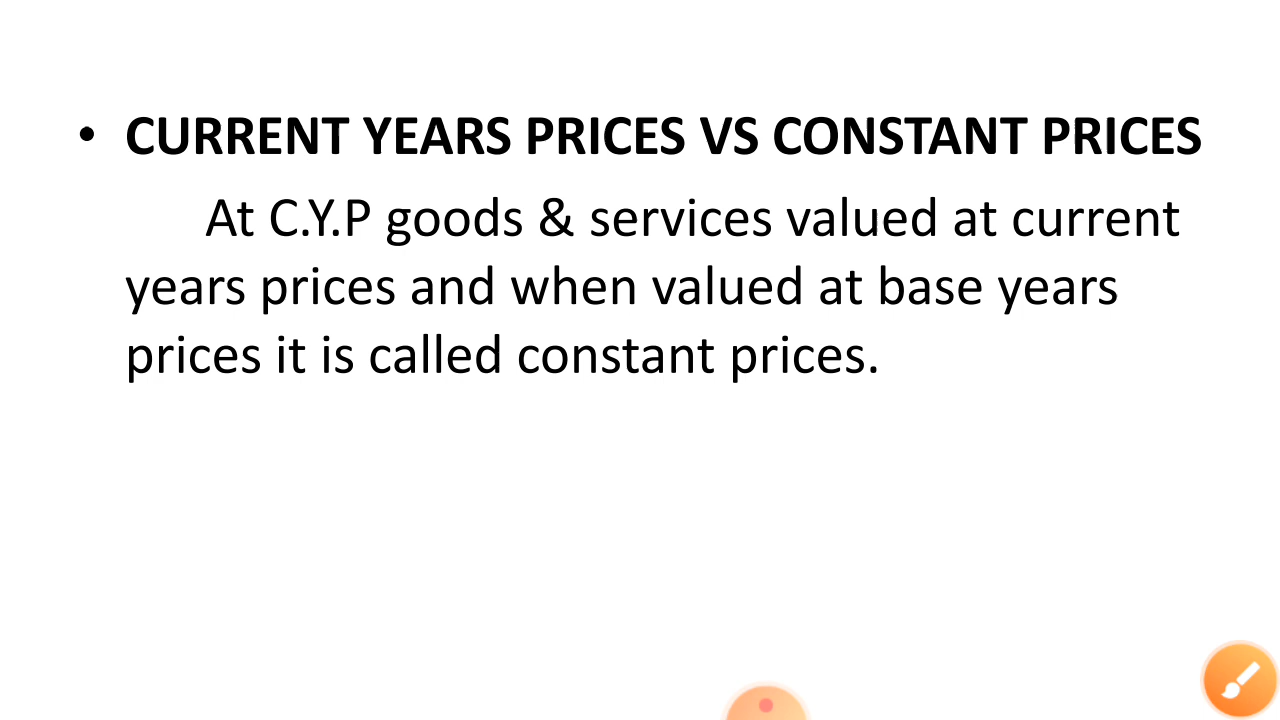 • CURRENT YEARS PRICES VS CONSTANT PRICES
At C.Y.P goods & services valued at current
years prices and when valued at base years
prices it is called constant prices.